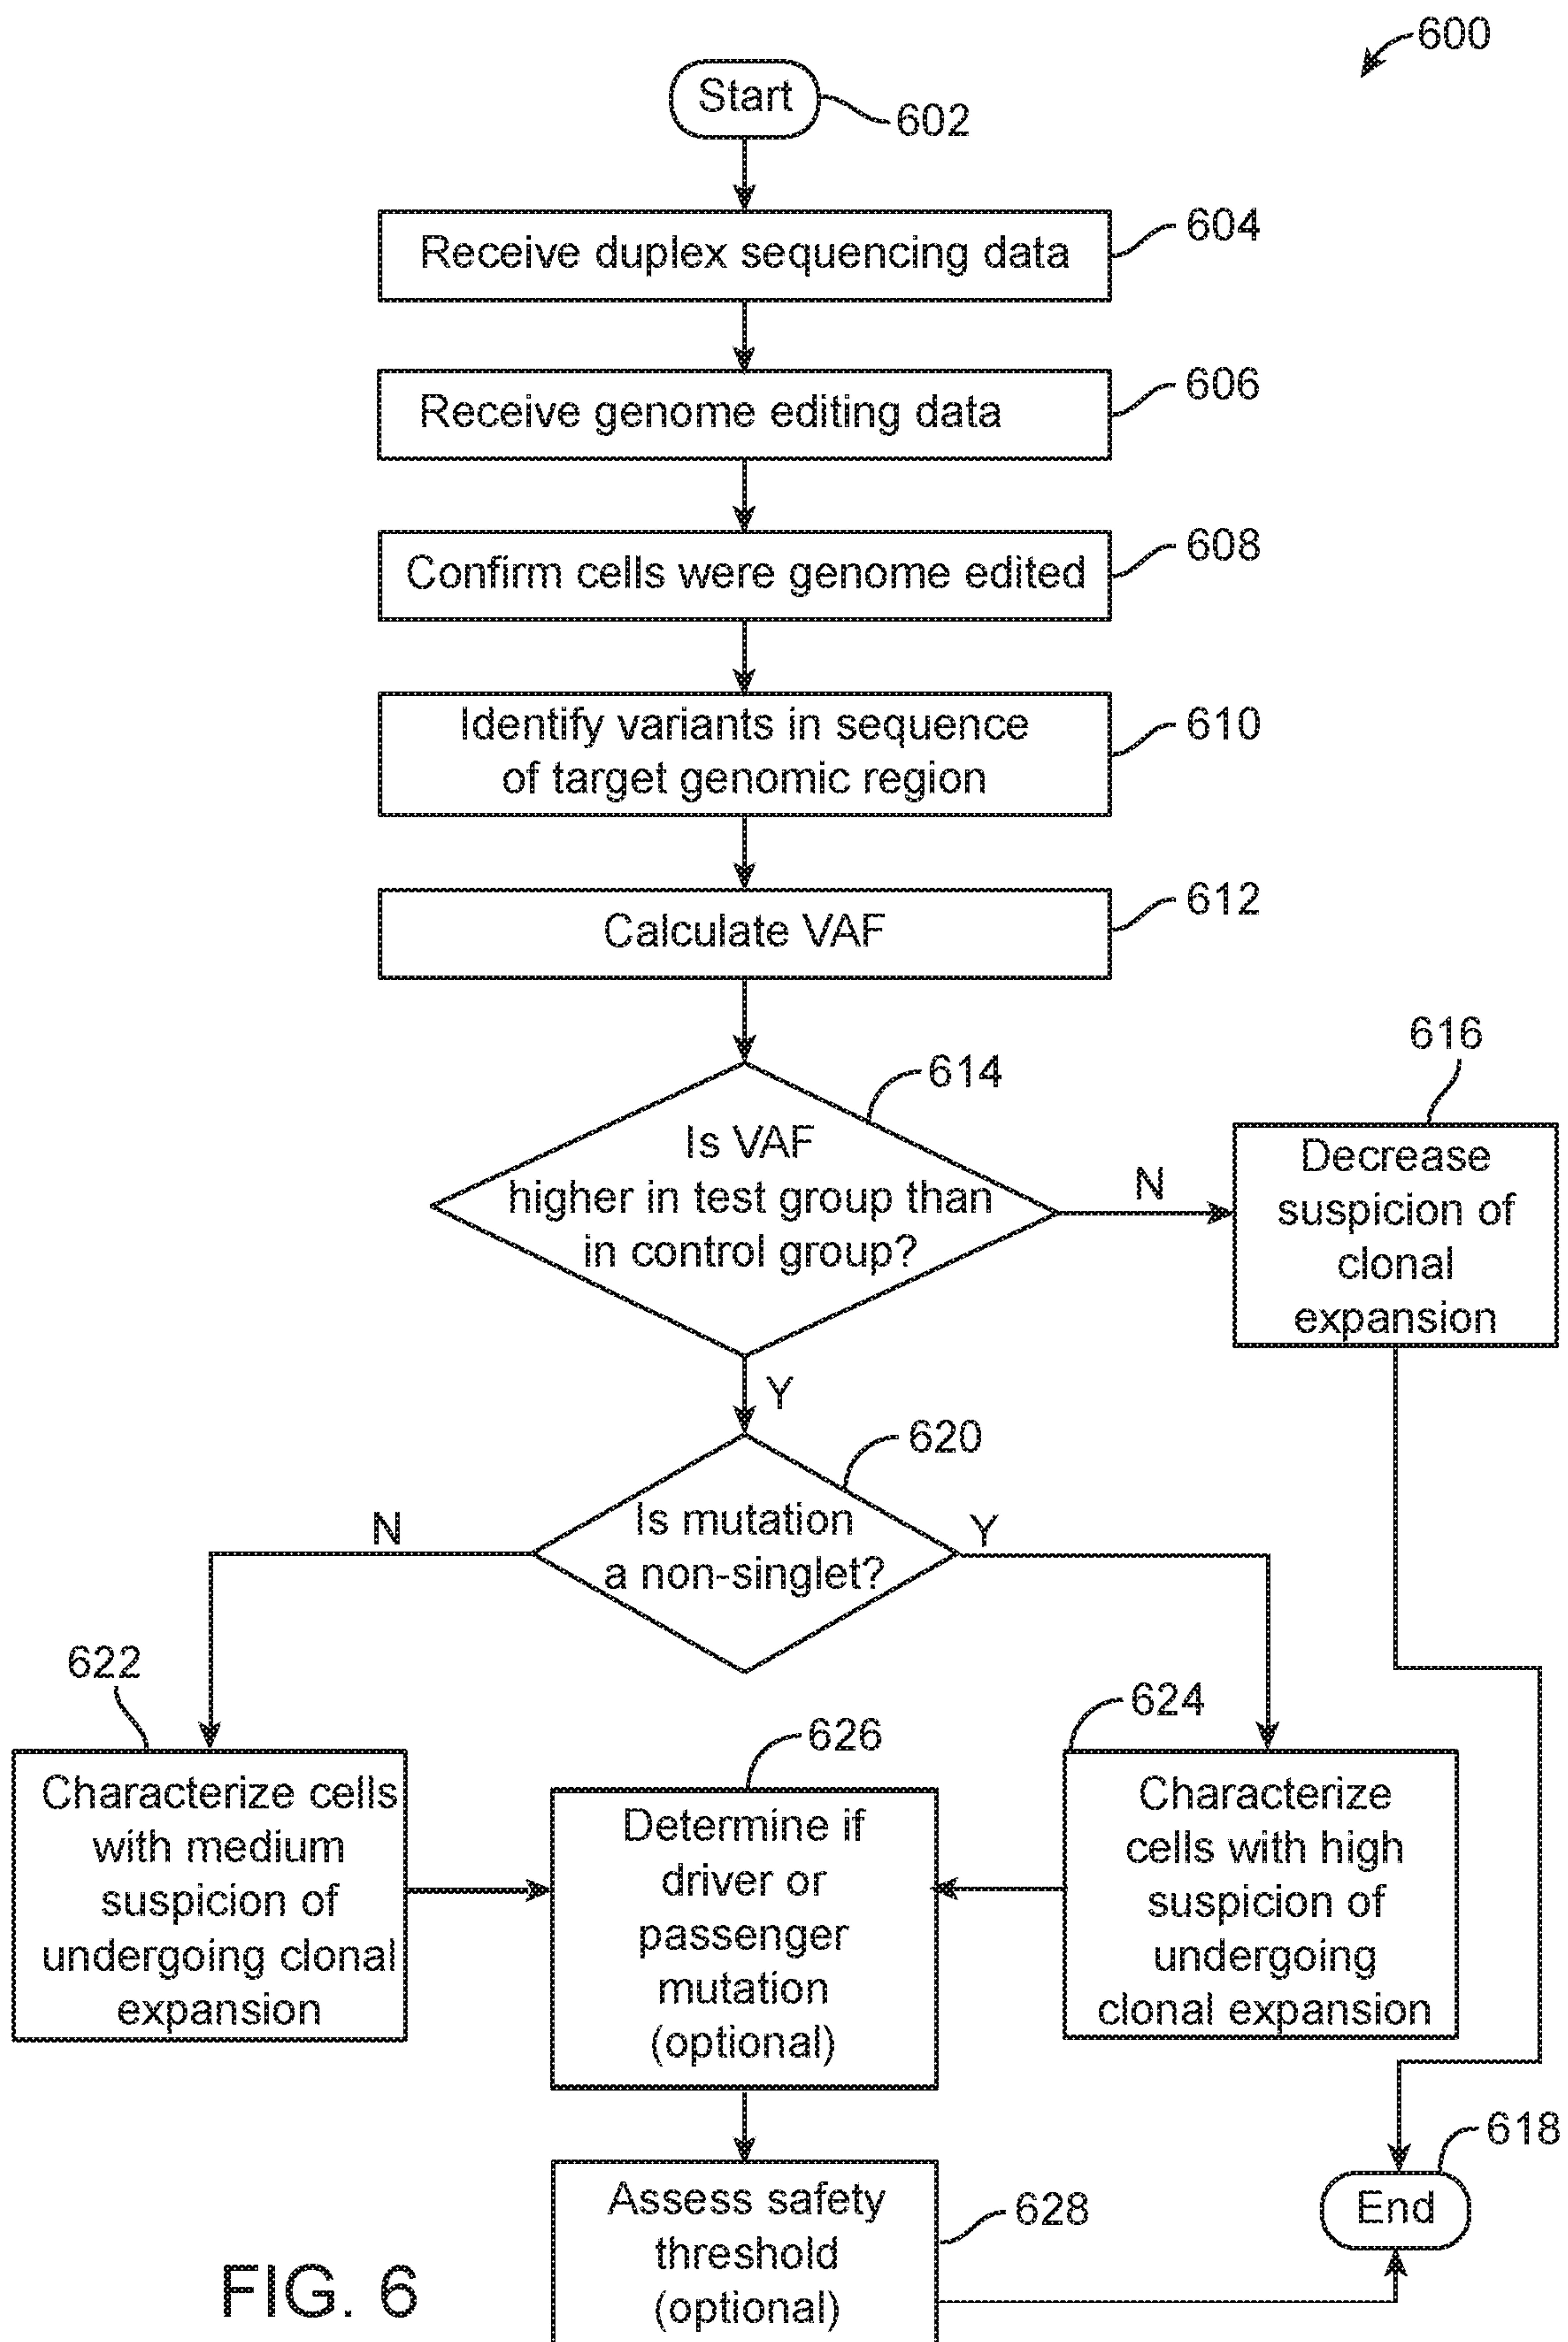 600
Start
602
Receive duplex sequencing data
604
Receive genome editing data
606
Confirm cells were genome edited
608
Identify variants in sequence
of target genomic region
610
Calculate VAF
612
614
Is VAF
higher in test group than
in control group?
N
616
Decrease
suspicion of
clonal
expansion
Y
620
Is mutation
a non-singlet?
N
Y
622
Characterize cells
with medium
suspicion of
undergoing clonal
expansion
626
Determine if
driver or
passenger
mutation
(optional)
624
Characterize
cells with high
suspicion of
undergoing
clonal expansion
618
End
Assess safety
threshold
(optional)
628
FIG. 6